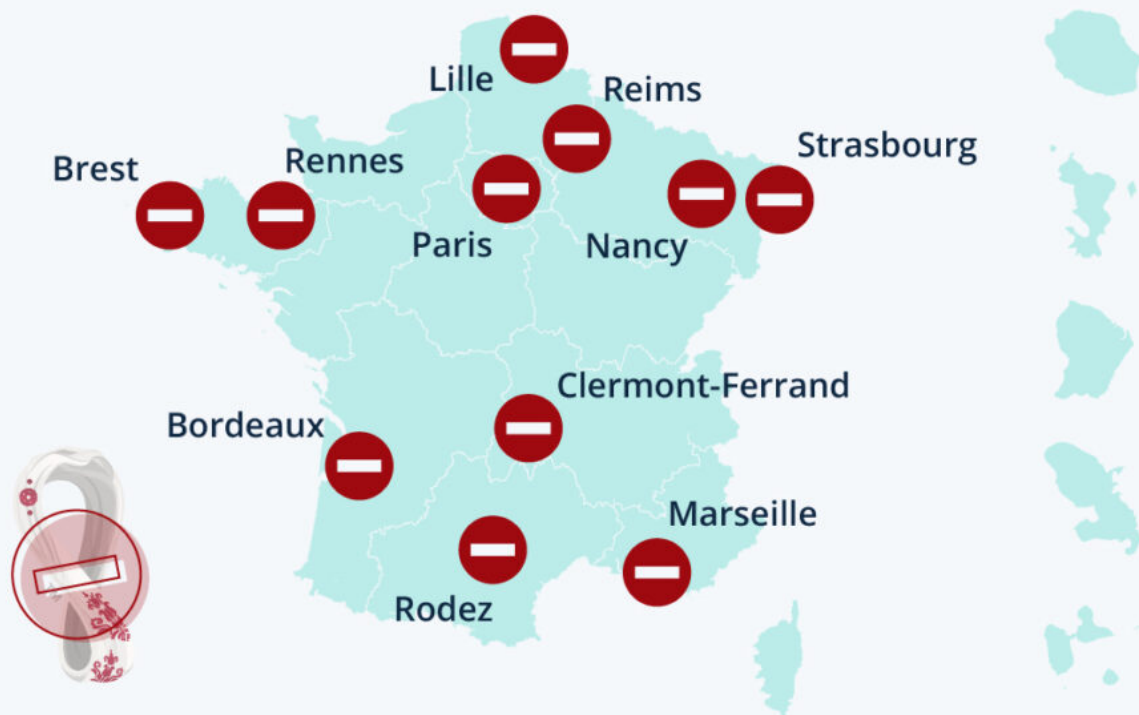 Lille
Reims
Strasbourg
Brest
Rennes
Paris
Nancy
Clermont-Ferrand
Bordeaux
Marseille
Rodez